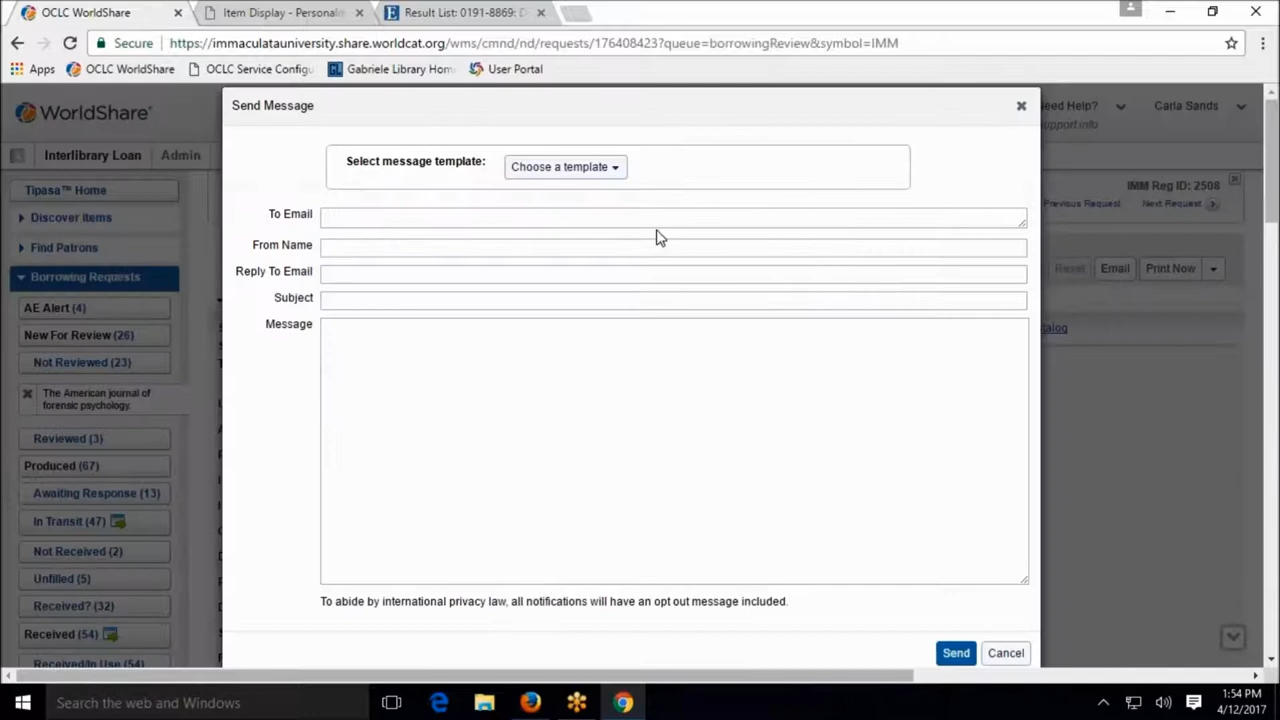 OCLC WorldShare
Item Display - Personalm
Result List: 0191-8869: D
Secure
https://immaculatauniversity.share.worldcat.org/wms/cmnd/nd/requests/176408423?queue=borrowingReview&symbol=IMM
Apps
OCLC WorldShare
OCLC Service Configu
Gabriele Library Hom
User Portal
WorldShare®
Need Help?
Carla Sands
support.info
Interlibrary Loan
Admin
Tipasa™ Home
Discover items
Find Patrons
Borrowing Requests
AE Alert (4)
New For Review (26)
Not Reviewed (23)
The American journal of
forensic psychology.
Reviewed (3)
Produced (67)
Awaiting Response (13)
In Transit (47)
Not Received (2)
Unfilled (5)
Received? (32)
Received (54)
Received/In Use (54)
Send Message
Select message template:
Choose a template
To Email
From Name
Reply To Email
Subject
Message
To abide by international privacy law, all notifications will have an opt out message included.
Send
Cancel
IMM Reg ID: 2508
Previous Request
Next Request
Reset
Email
Print Now
Search the web and Windows
1:54 PM
4/12/2017